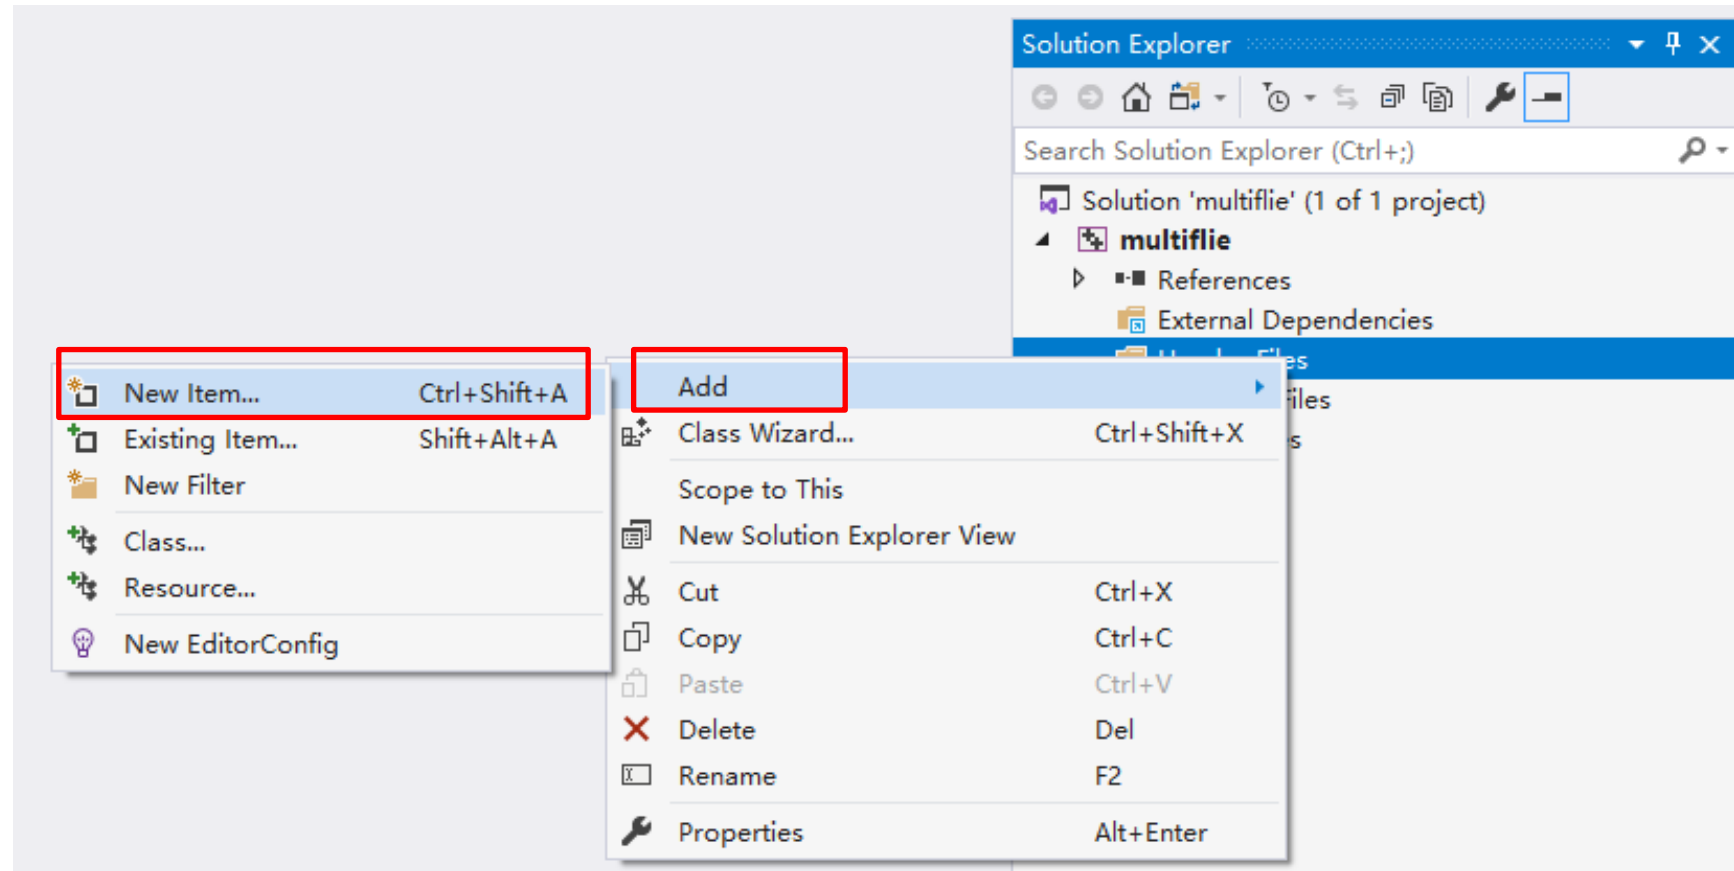 Solution Explorer
Search Solution Explorer (Ctrl+;)
Solution 'multiflie' (1 of 1 project)
multiflie
References
External Dependencies
Files
New Item... Ctrl+Shift+A
Existing Item... Shift+Alt+A
New Filter
Class...
Resource...
New EditorConfig
Add
Class Wizard... Ctrl+Shift+X
Scope to This
New Solution Explorer View
Cut Ctrl+X
Copy Ctrl+C
Paste Ctrl+V
Delete Del
Rename F2
Properties Alt+Enter